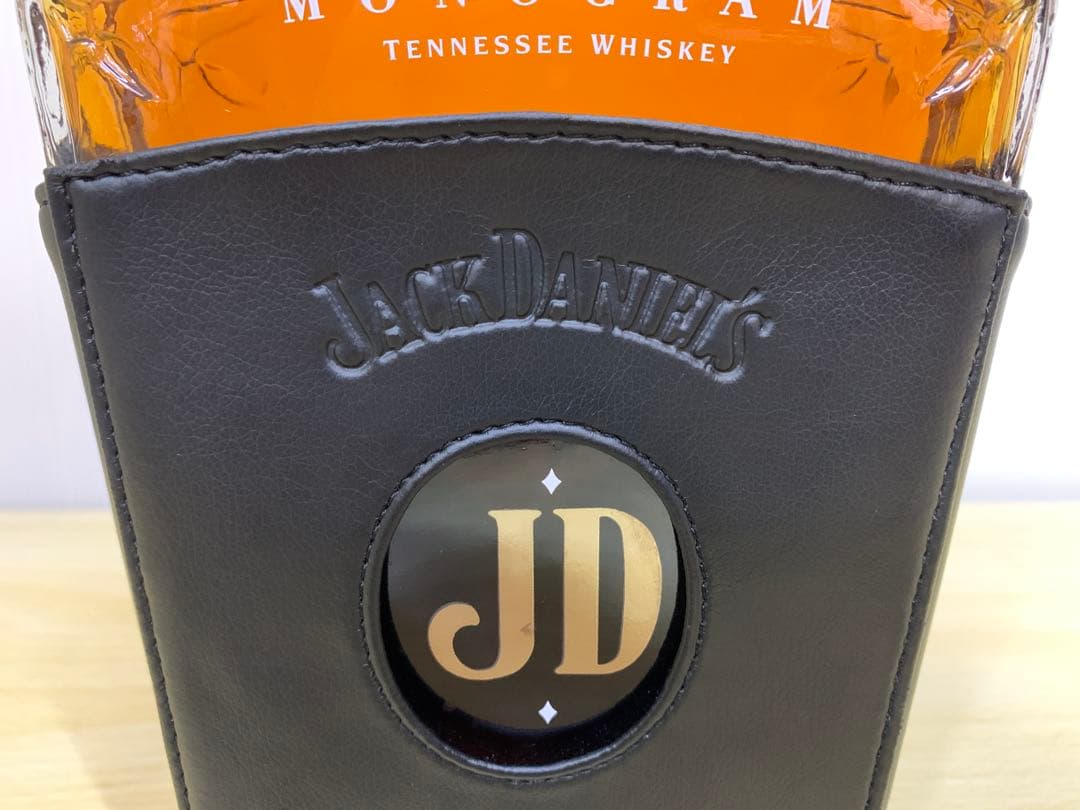 MONOGRAM
TENNESSEE WHISKEY
JACK DANIEL'S
JD